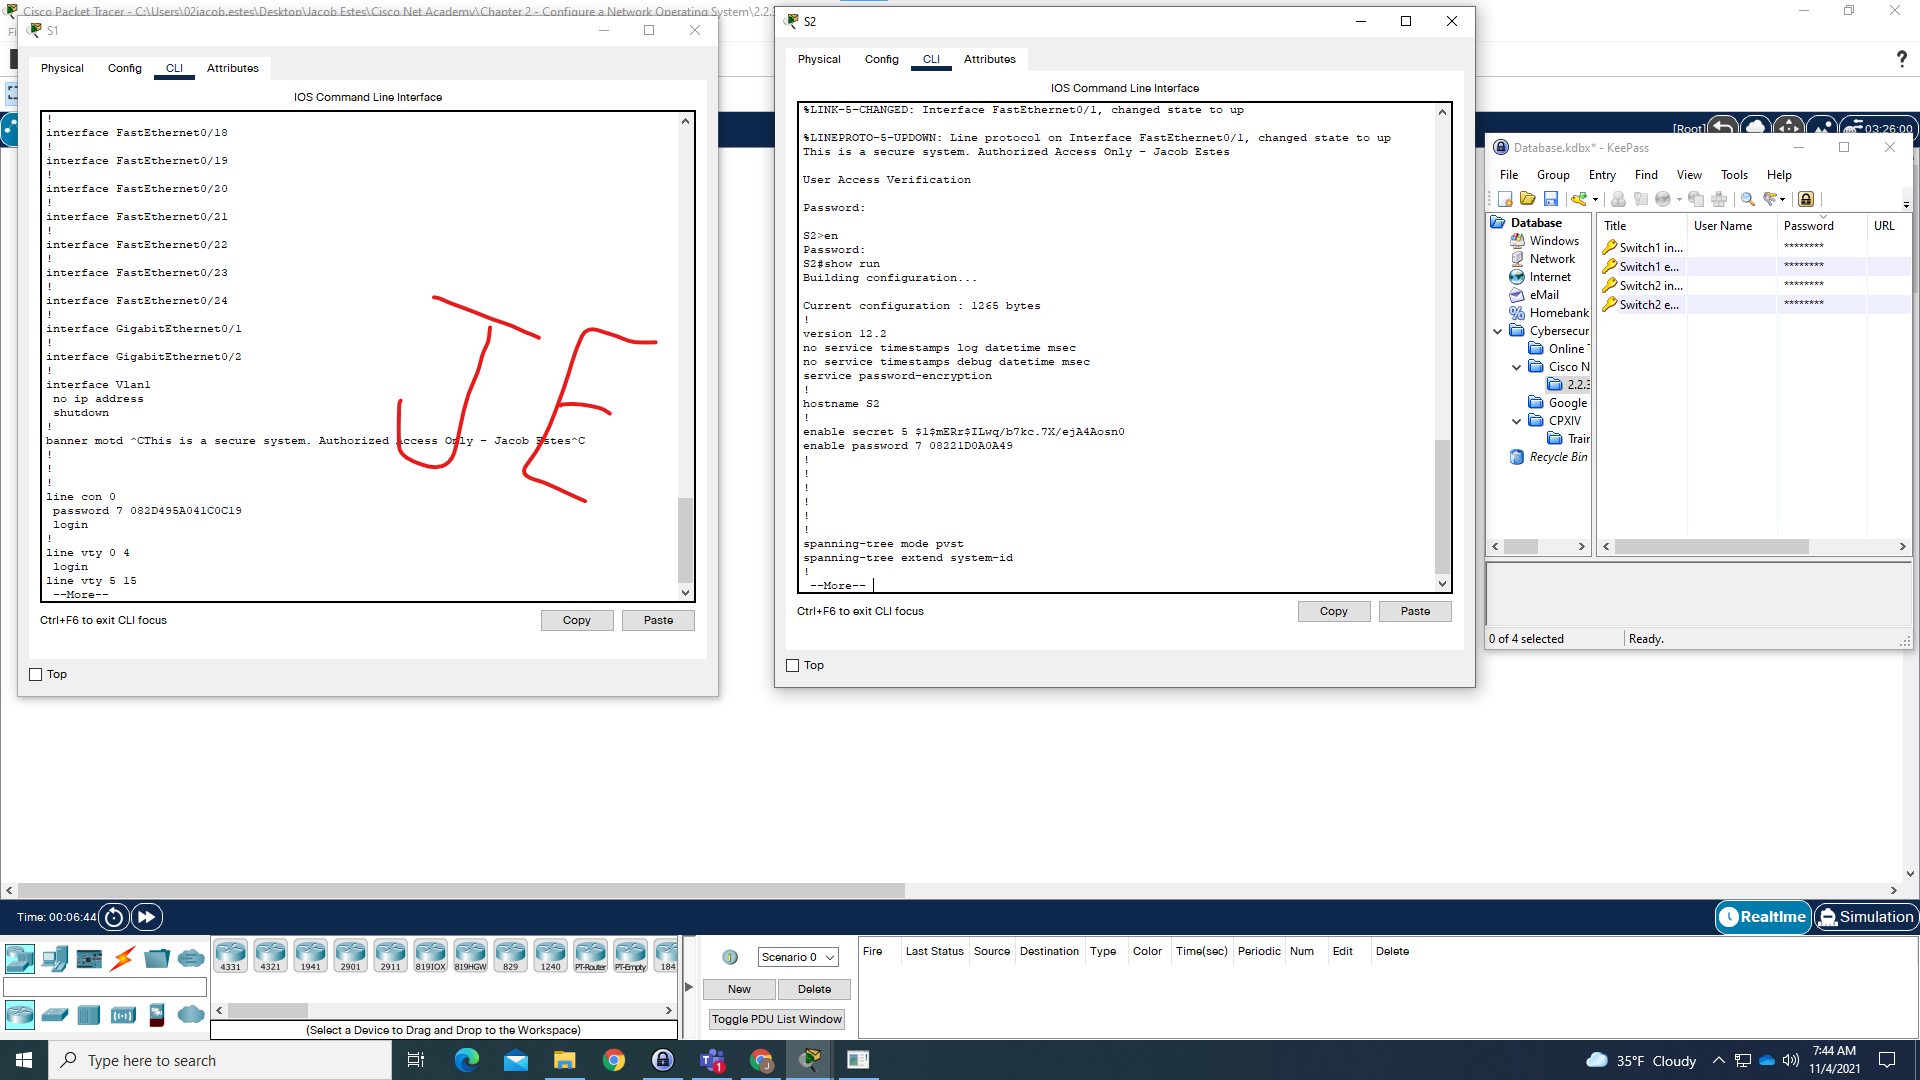 Cisco Packet Tracer - C:\Users\02jacob.estes\Desktop\Jacob Estes\Cisco Net Academy\Chapter 2 - Configure a Network Operating System\2.2.
S1
Physical Config CLI Attributes
IOS Command Line Interface
!
interface FastEthernet0/18
!
interface FastEthernet0/19
!
interface FastEthernet0/20
!
interface FastEthernet0/21
!
interface FastEthernet0/22
!
interface FastEthernet0/23
!
interface FastEthernet0/24
!
interface GigabitEthernet0/1
!
interface GigabitEthernet0/2
!
interface Vlan1
no ip address
shutdown
!
banner motd ^CThis is a secure system. Authorized Access Only - Jacob Estes^C
!
!
!
line con 0
password 7 082D495A041C0C19
login
!
line vty 0 4
login
line vty 5 15
--More--
JE
Ctrl+F6 to exit CLI focus
Copy Paste
Top
S2
Physical Config CLI Attributes
IOS Command Line Interface
%LINK-5-CHANGED: Interface FastEthernet0/1, changed state to up
%LINEPROTO-5-UPDOWN: Line protocol on Interface FastEthernet0/1, changed state to up
This is a secure system. Authorized Access Only - Jacob Estes
User Access Verification
Password:
S2>en
Password:
S2#show run
Building configuration...
Current configuration : 1265 bytes
!
version 12.2
no service timestamps log datetime msec
no service timestamps debug datetime msec
service password-encryption
!
hostname S2
!
enable secret 5 $1$mERr$ILwq/b7kc.7X/ejA4Aosn0
enable password 7 08221D0A0A49
!
!
!
!
!
!
spanning-tree mode pvst
spanning-tree extend system-id
!
--More--
Ctrl+F6 to exit CLI focus
Copy Paste
Top
?
[Root] 03:26:00
Database.kdbx* - KeePass
File Group Entry Find View Tools Help
Database
Windows
Network
Internet
eMail
Homebank
Cybersecur
Online
Cisco N
2.2.3
Google
CPXIV
Trair
Recycle Bin
Title User Name Password URL
Switch1 in... ********
Switch1 e... ********
Switch2 in... ********
Switch2 e... ********
0 of 4 selected Ready.
Time: 00:06:44
Realtime Simulation
4331 4321 1941 2901 2911 819IOX 819HGW 829 1240 PT-Router PT-Empty 184
(Select a Device to Drag and Drop to the Workspace)
Scenario 0
New Delete
Toggle PDU List Window
Fire Last Status Source Destination Type Color Time(sec) Periodic Num Edit Delete
Type here to search
1
35°F Cloudy
7:44 AM
11/4/2021